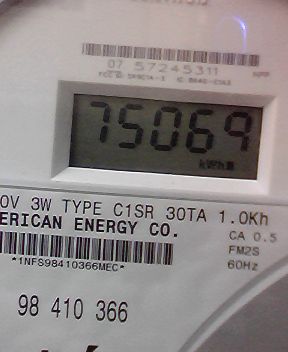 07 57245311
75069
kWh
0V 3W TYPE C1SR 30TA 1.0Kh
ERICAN ENERGY CO.
CA 0.5
FM2S
60Hz
*1NFS98410366MEC*
98 410 366